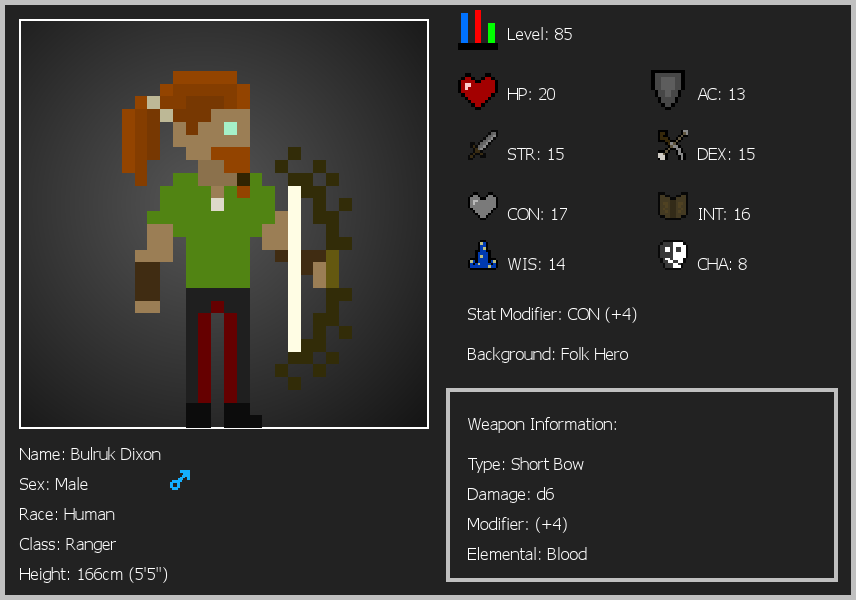 Level: 85
HP: 20
AC: 13
STR: 15
DEX: 15
CON: 17
INT: 16
WIS: 14
CHA: 8
Stat Modifier: CON (+4)
Background: Folk Hero
Weapon Information:
Type: Short Bow
Damage: d6
Modifier: (+4)
Elemental: Blood
Name: Bulruk Dixon
Sex: Male
Race: Human
Class: Ranger
Height: 166cm (5'5")